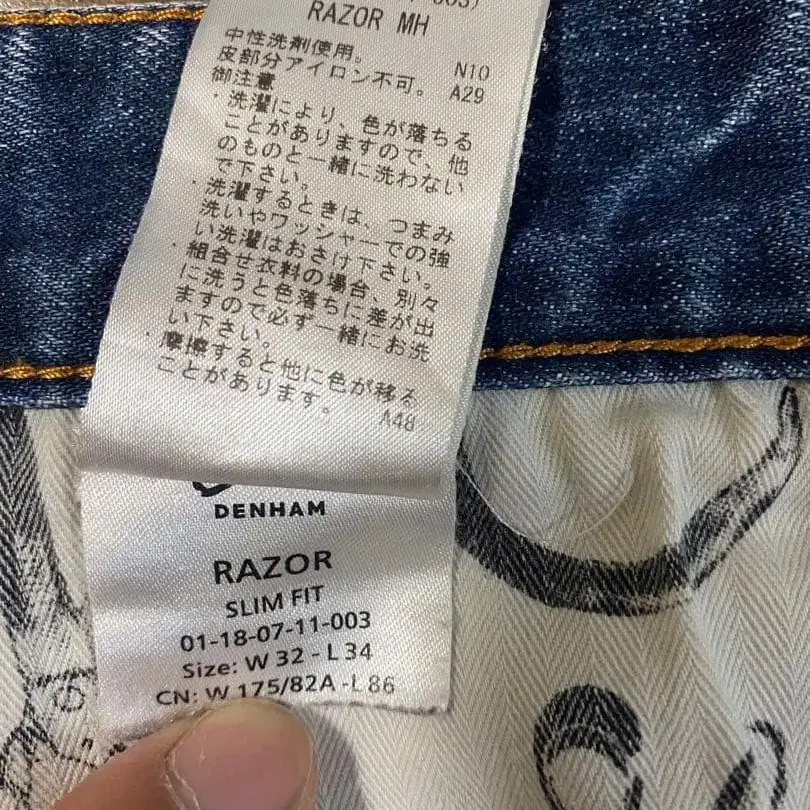 003)
RAZOR MH
中性洗剤使用。 N10
皮部分アイロン不可。 A29
御注意
・洗濯により、色が落ちる
ことがありますので、他
のものと一緒に洗わない
で下さい。
・洗濯するときは、つまみ
洗いやワッシャーでの強
い洗濯はおさけ下さい。
・組合せ衣料の場合、別々
に洗うと色落ちに差が出
ますので必ず一緒にお洗
い下さい。
・摩擦すると他に色が移る
ことがあります。
A48
DENHAM
RAZOR
SLIM FIT
01-18-07-11-003
Size: W 32 - L 34
CN: W 175/82A -L 86